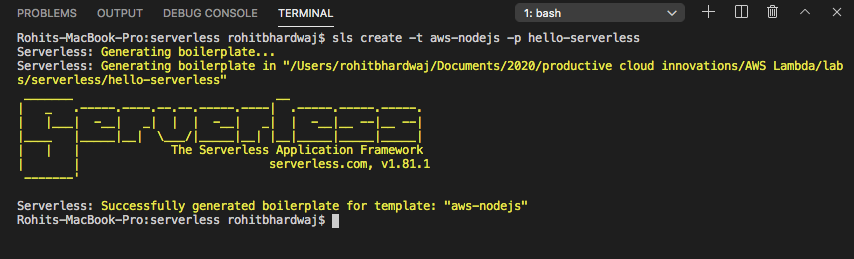 PROBLEMS OUTPUT DEBUG CONSOLE TERMINAL 1: bash
Rohits-MacBook-Pro:serverless rohitbhardwaj$ sls create -t aws-nodejs -p hello-serverless
Serverless: Generating boilerplate...
Serverless: Generating boilerplate in "/Users/rohitbhardwaj/Documents/2020/productive cloud innovations/AWS Lambda/lab
s/serverless/hello-serverless"
Serverless
The Serverless Application Framework
serverless.com, v1.81.1
Serverless: Successfully generated boilerplate for template: "aws-nodejs"
Rohits-MacBook-Pro:serverless rohitbhardwaj$